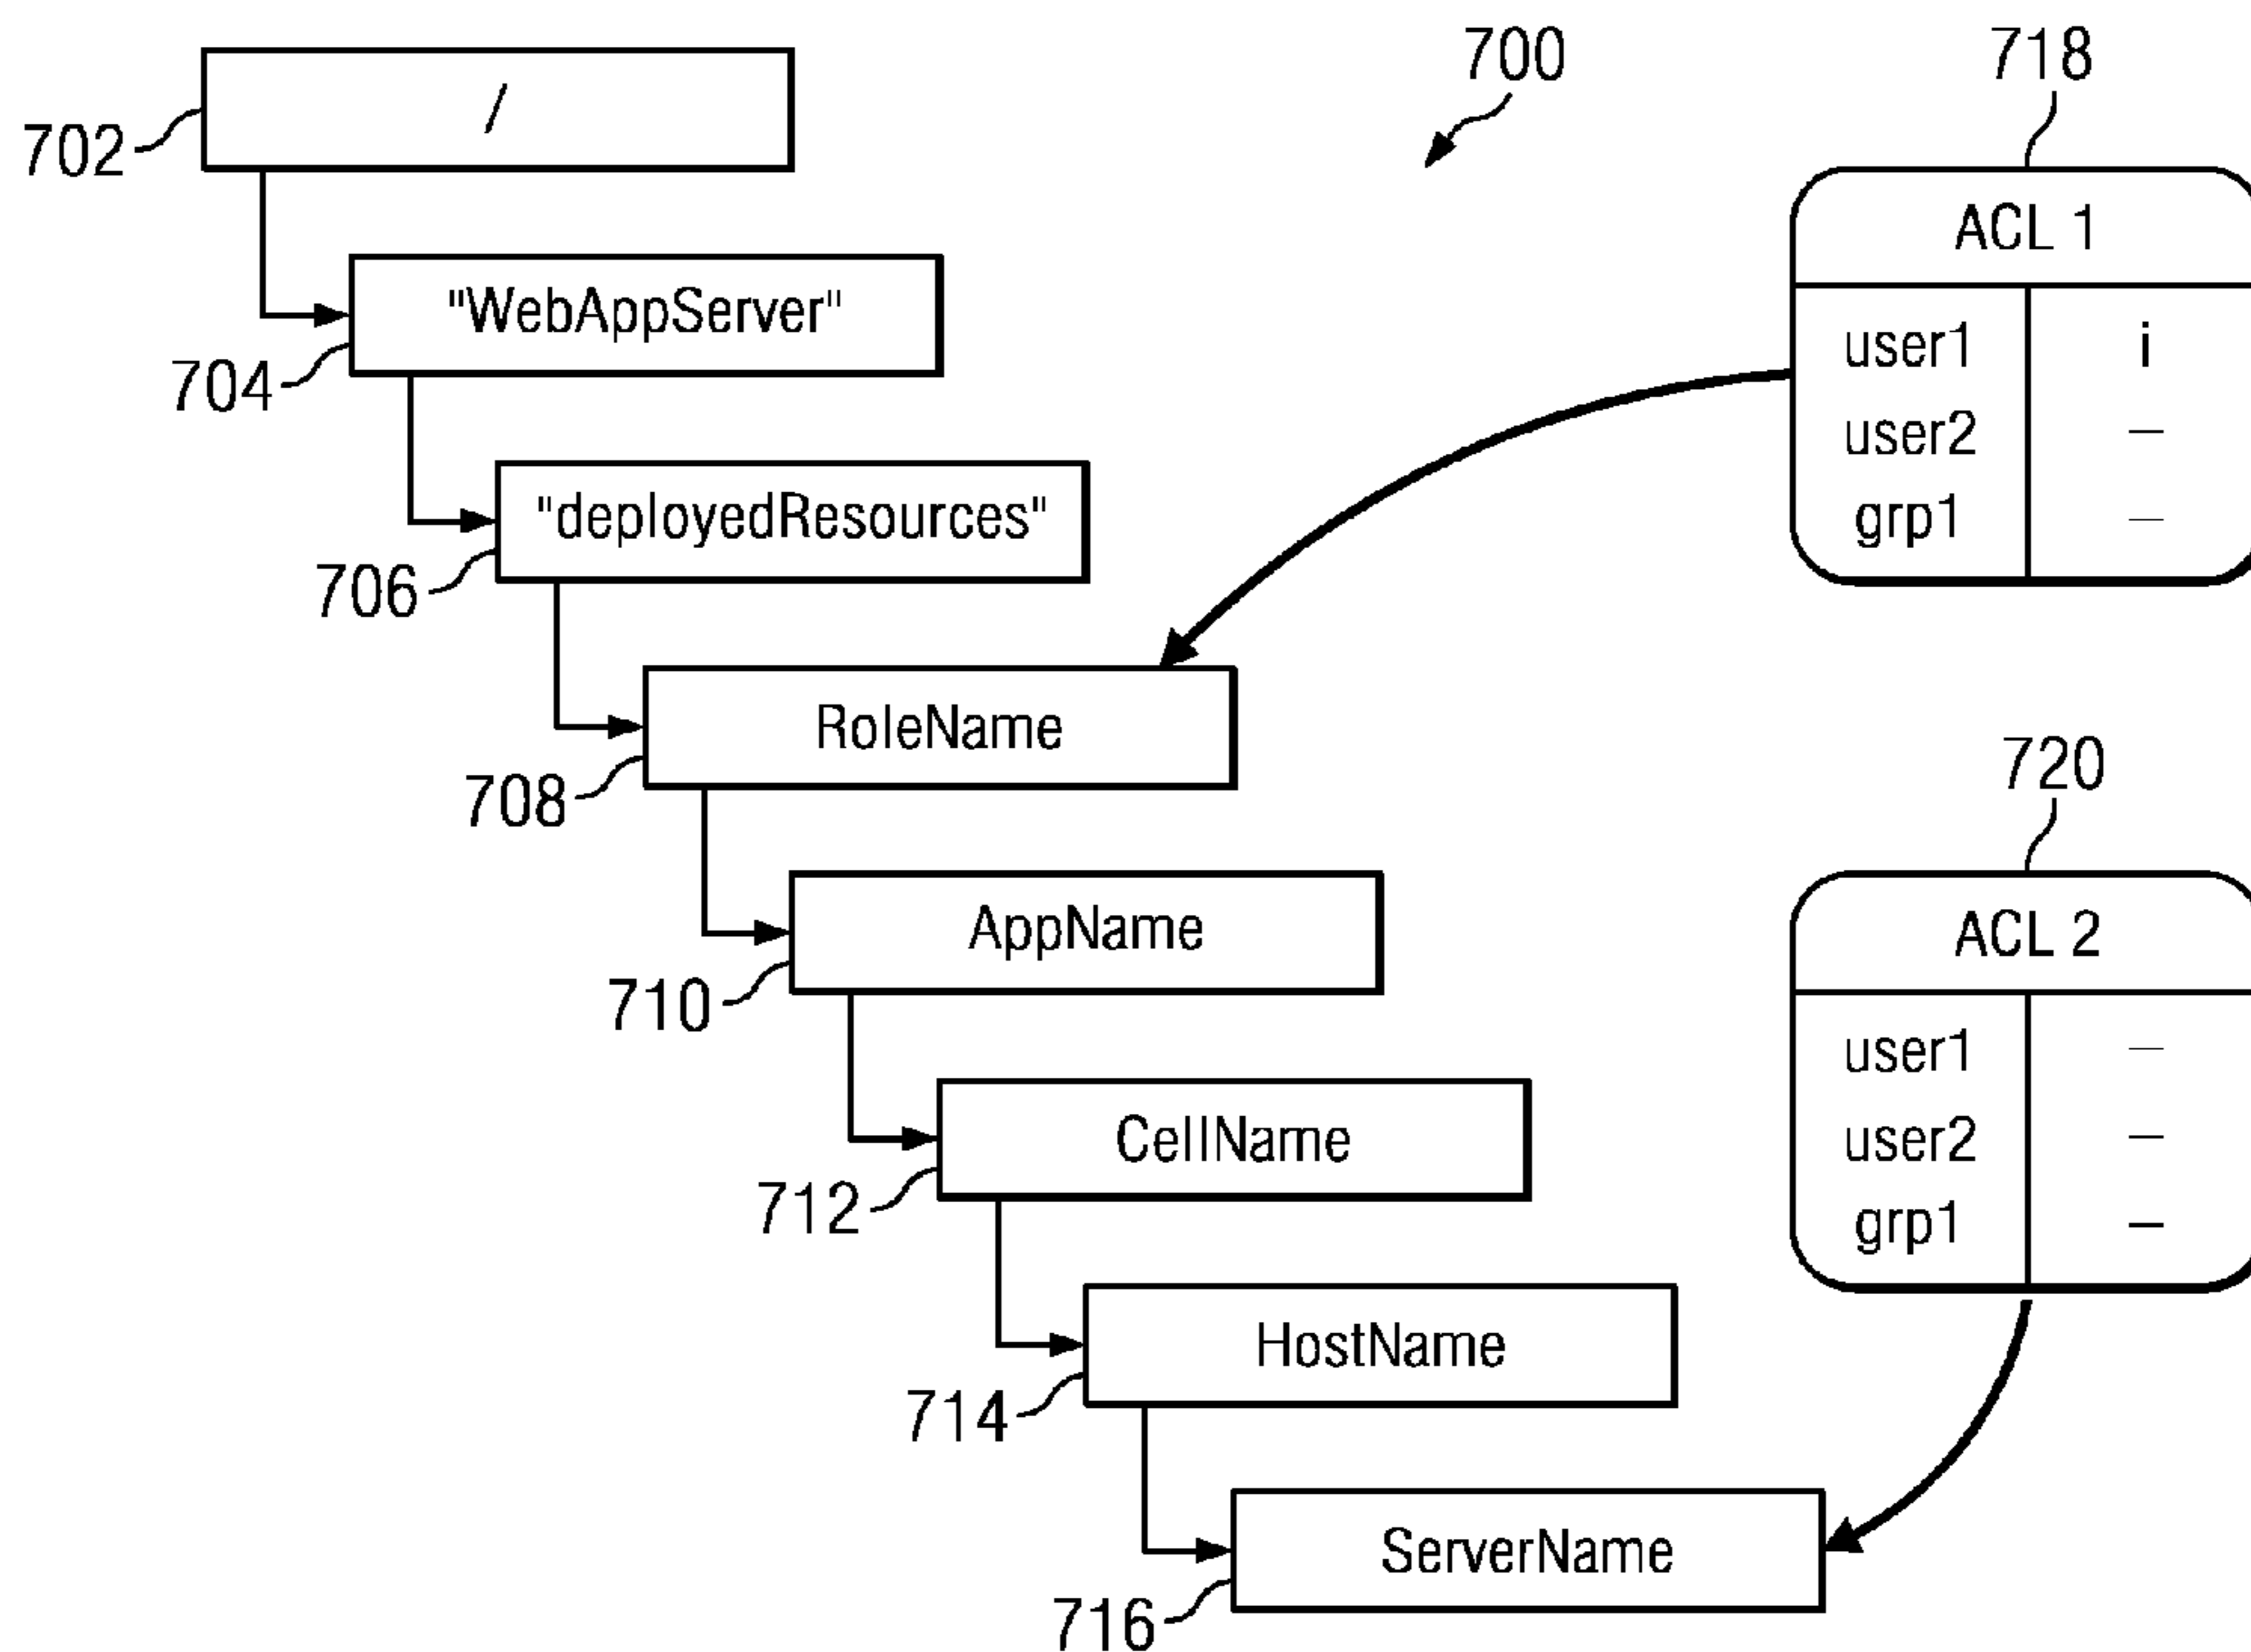 700
718
702
/
ACL 1
"WebAppServer"
704
user1 i
user2 –
grp1 –
"deployedResources"
706
RoleName
708
720
AppName
710
ACL 2
user1 –
user2 –
grp1 –
CellName
712
HostName
714
ServerName
716